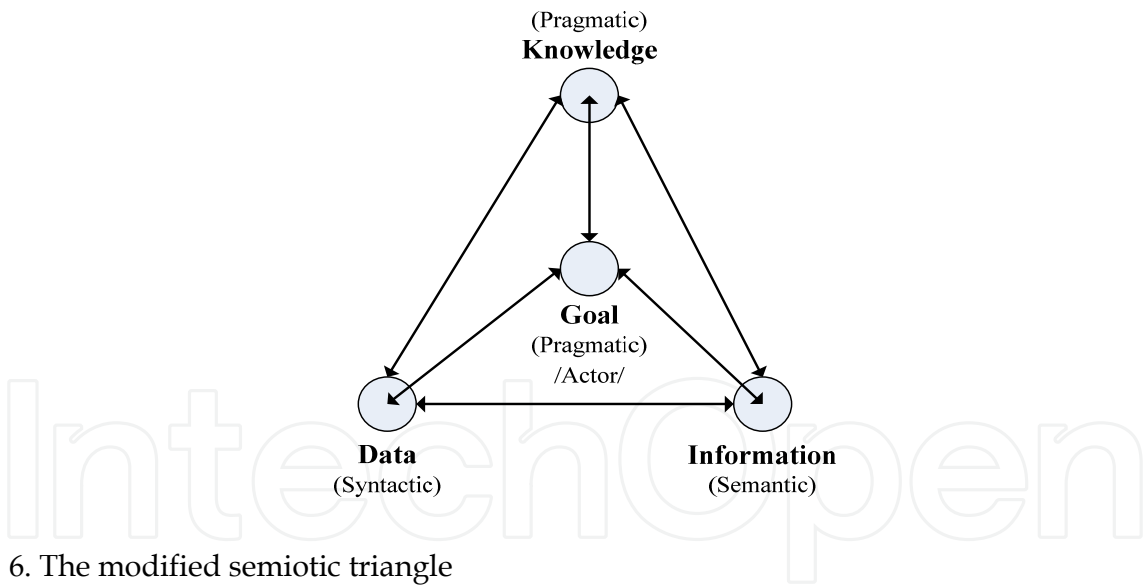 (Pragmatic)
Knowledge
Goal
(Pragmatic)
/Actor/
Data
(Syntactic)
Information
(Semantic)
IntechOpen
6. The modified semiotic triangle